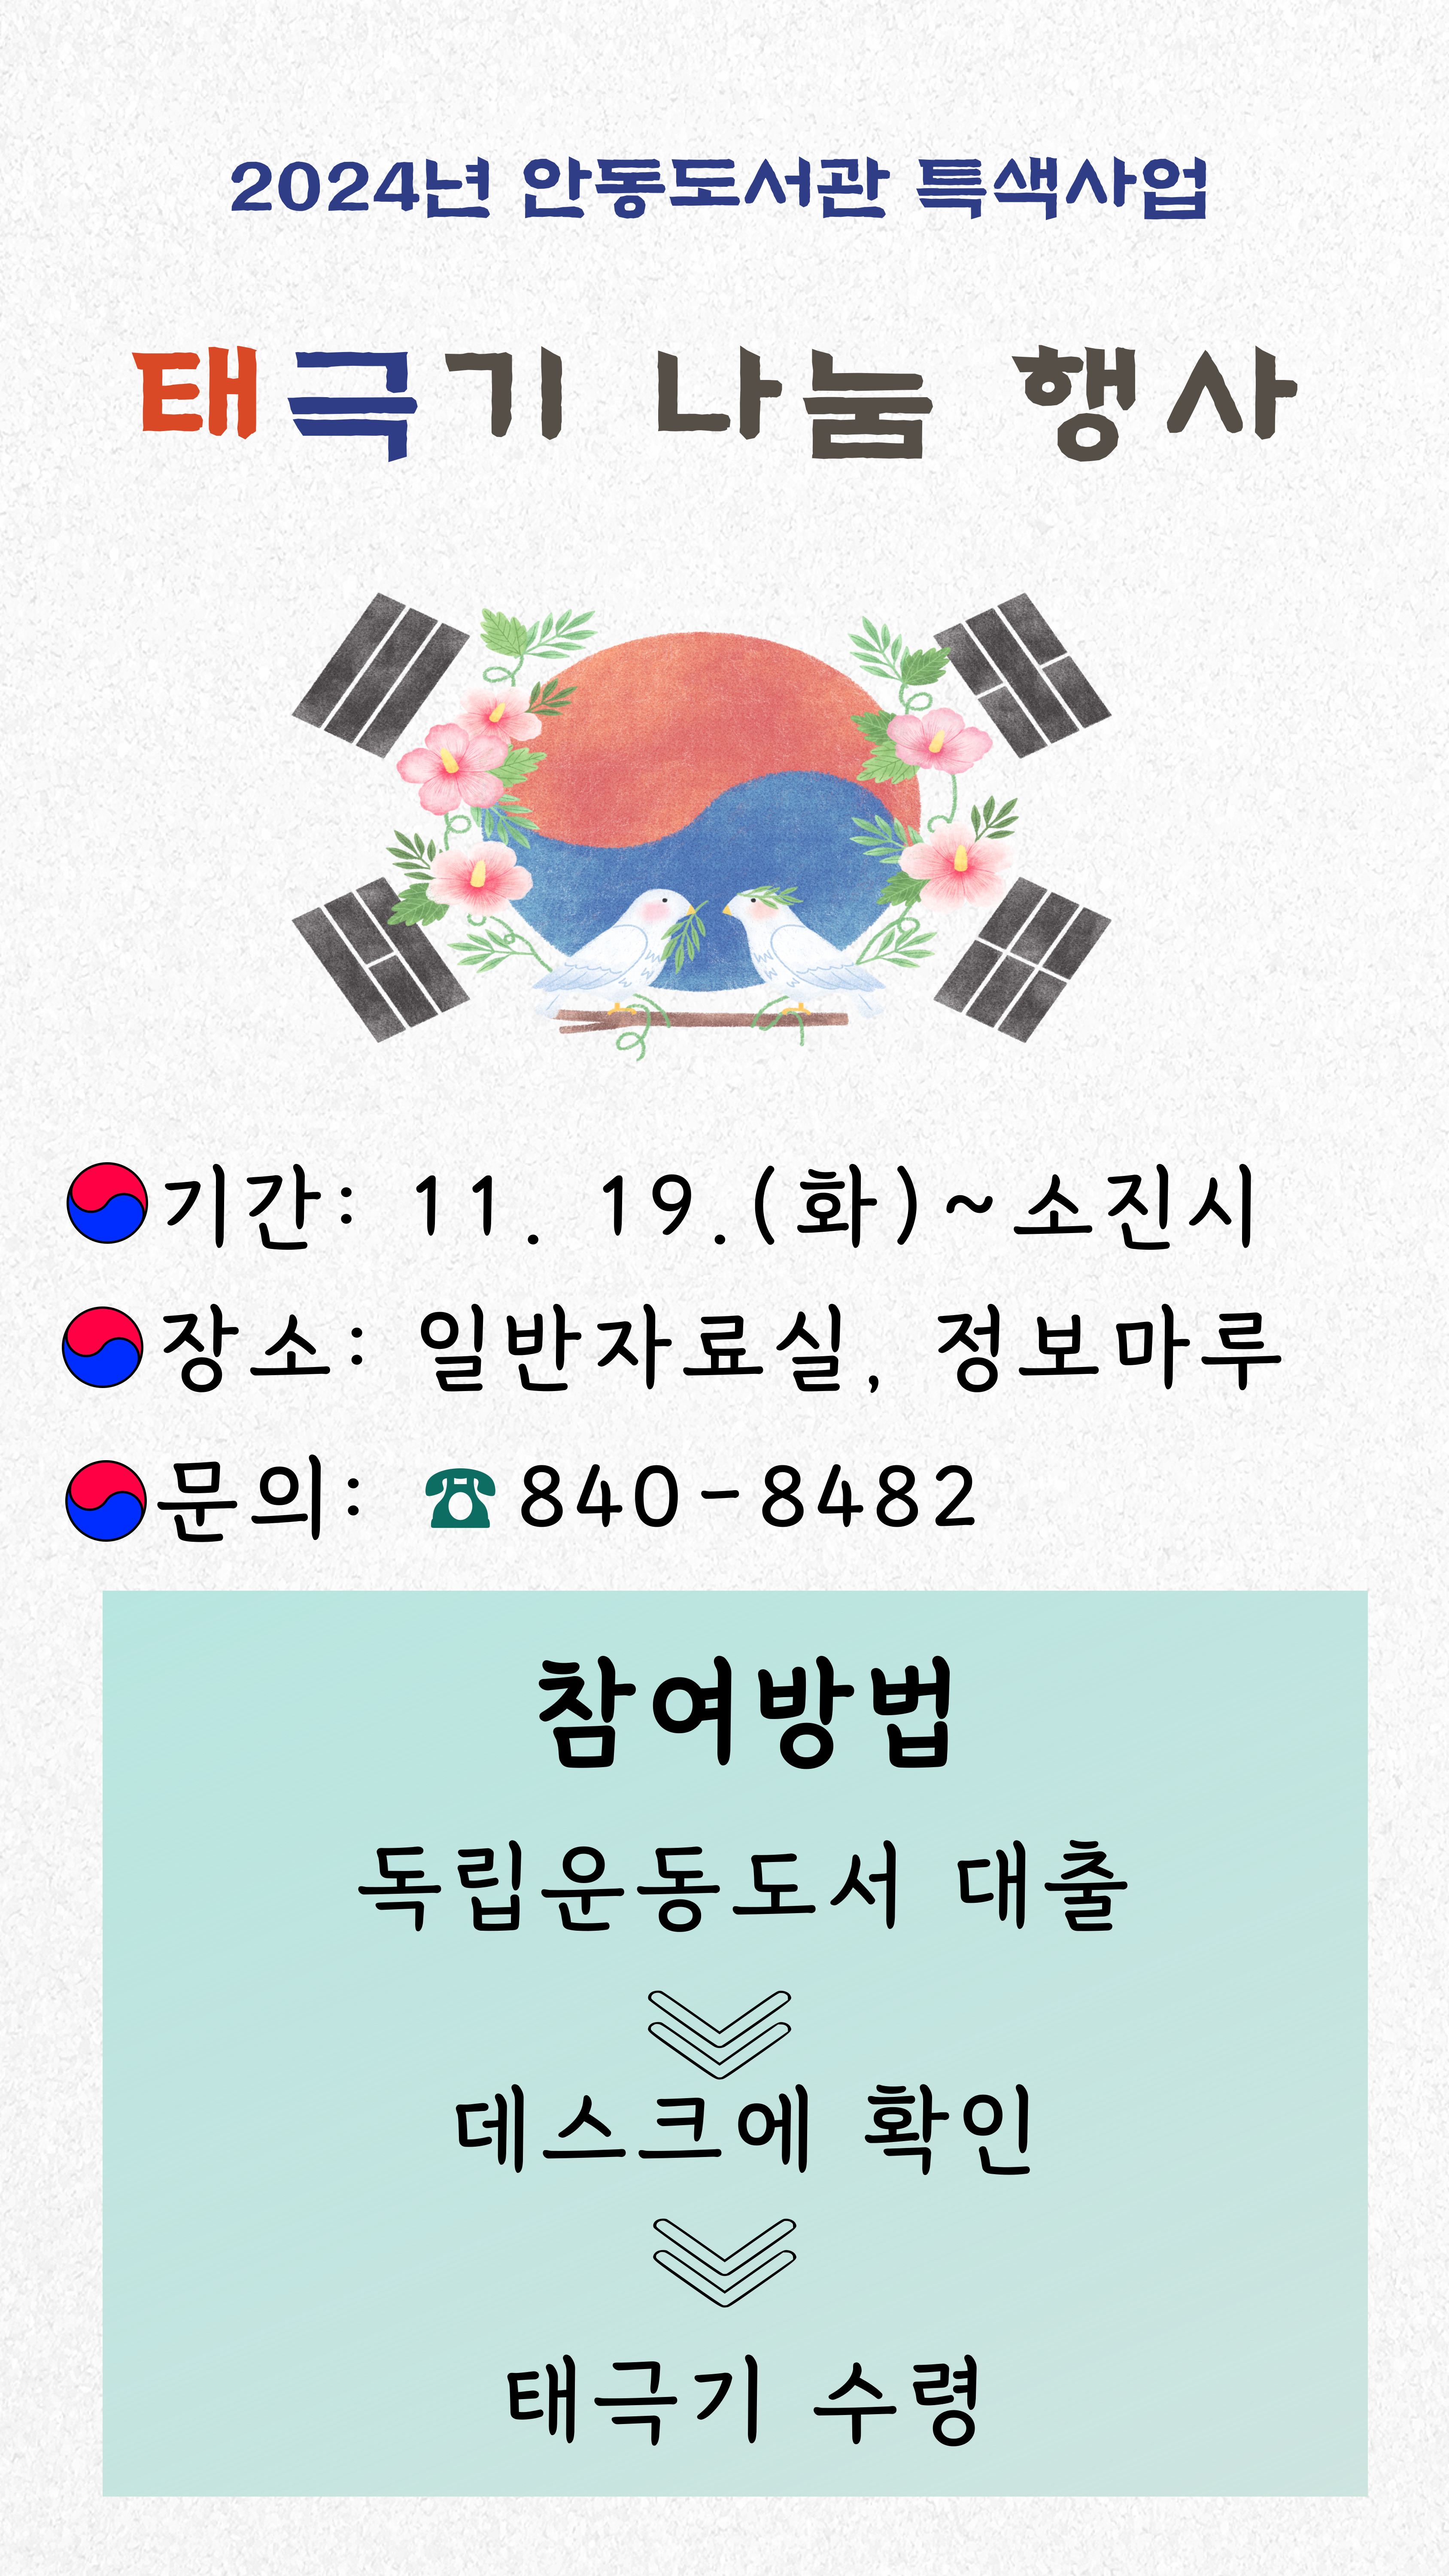 2024년 안동도서관 특색사업
태극기 나눔 행사
기간: 11. 19.(화)~소진시
장소: 일반자료실, 정보마루
문의: ☎840-8482
참여방법
독립운동도서 대출
데스크에 확인
태극기 수령